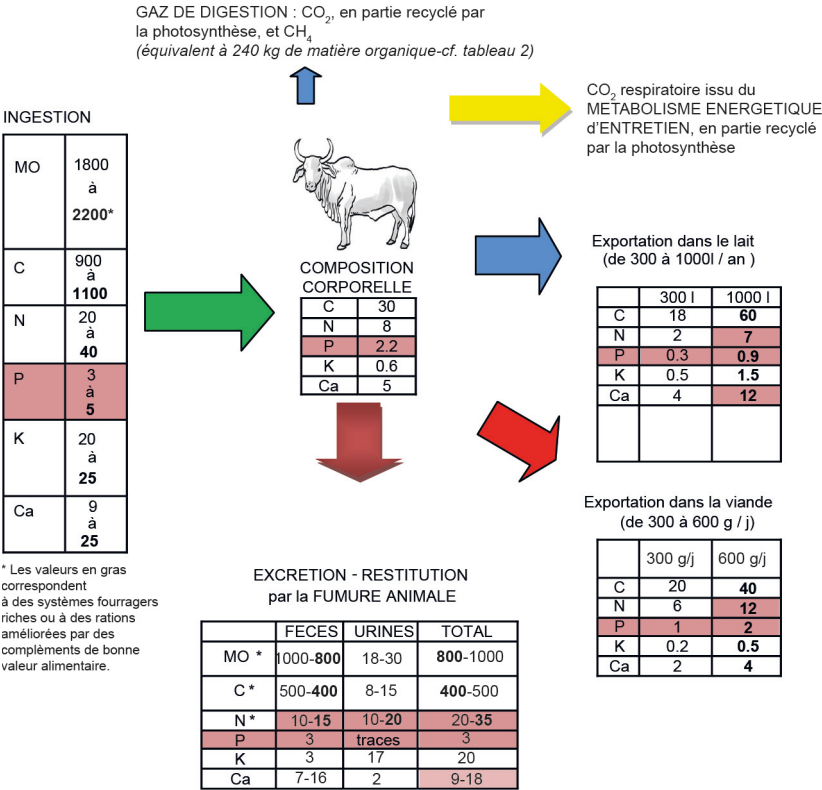 GAZ DE DIGESTION : CO2, en partie recyclé par
la photosynthèse, et CH4
(équivalent à 240 kg de matière organique-cf. tableau 2)
CO2 respiratoire issu du
METABOLISME ENERGETIQUE
d'ENTRETIEN, en partie recyclé
par la photosynthèse
INGESTION
MO 1800
à
2200*
C 900
à
1100
N 20
à
40
P 3
à
5
K 20
à
25
Ca 9
à
25
* Les valeurs en gras
correspondent
à des systèmes fourragers
riches ou à des rations
améliorées par des
complèments de bonne
valeur alimentaire.
COMPOSITION
CORPORELLE
C 30
N 8
P 2.2
K 0.6
Ca 5
Exportation dans le lait
(de 300 à 1000l / an )
300 l 1000 l
C 18 60
N 2 7
P 0.3 0.9
K 0.5 1.5
Ca 4 12
Exportation dans la viande
(de 300 à 600 g / j)
300 g/j 600 g/j
C 20 40
N 6 12
P 1 2
K 0.2 0.5
Ca 2 4
EXCRETION - RESTITUTION
par la FUMURE ANIMALE
FECES URINES TOTAL
MO * 1000-800 18-30 800-1000
C * 500-400 8-15 400-500
N * 10-15 10-20 20-35
P 3 traces 3
K 3 17 20
Ca 7-16 2 9-18